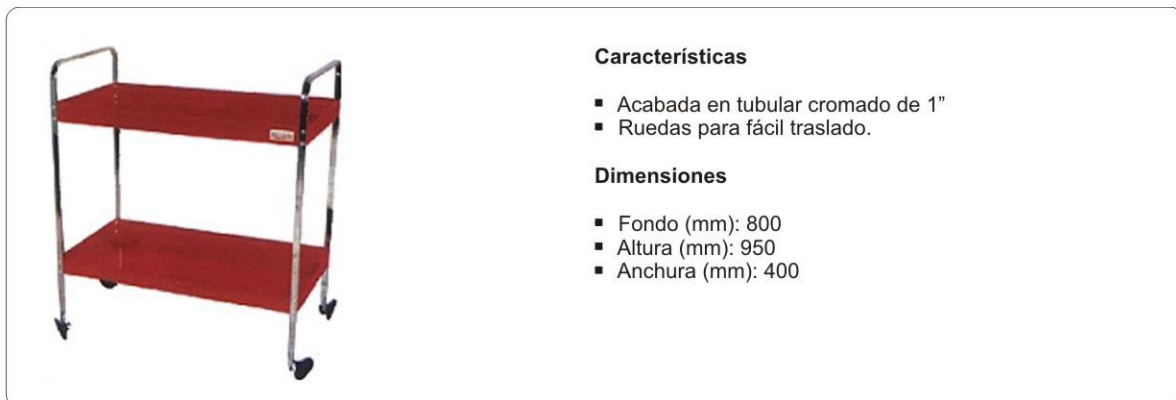 Características
▪ Acabada en tubular cromado de 1”
▪ Ruedas para fácil traslado.
Dimensiones
▪ Fondo (mm): 800
▪ Altura (mm): 950
▪ Anchura (mm): 400